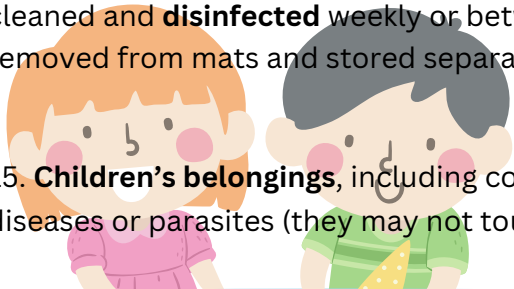 cleaned and disinfected weekly or bet
emoved from mats and stored separa
5. Children's belongings, including co
diseases or parasites (they may not tou